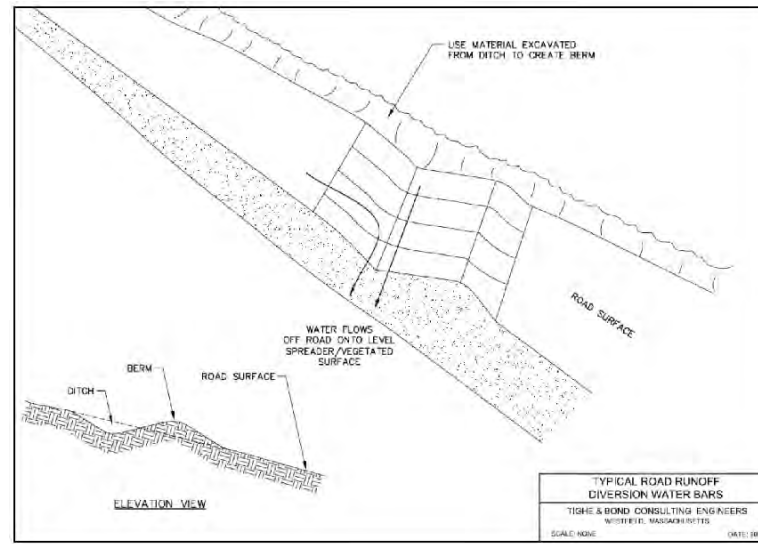 USE MATERIAL EXCAVATED
FROM DITCH TO CREATE BERM
ROAD SURFACE
WATER FLOWS
OFF ROAD ONTO LEVEL
SPREADER/VEGETATED
SURFACE
BERM
DITCH
ROAD SURFACE
ELEVATION VIEW
TYPICAL ROAD RUNOFF
DIVERSION WATER BARS
TIGHE & BOND CONSULTING ENGINEERS
WESTFIELD, MASSACHUSETTS
SCALE: NONE
DATE: